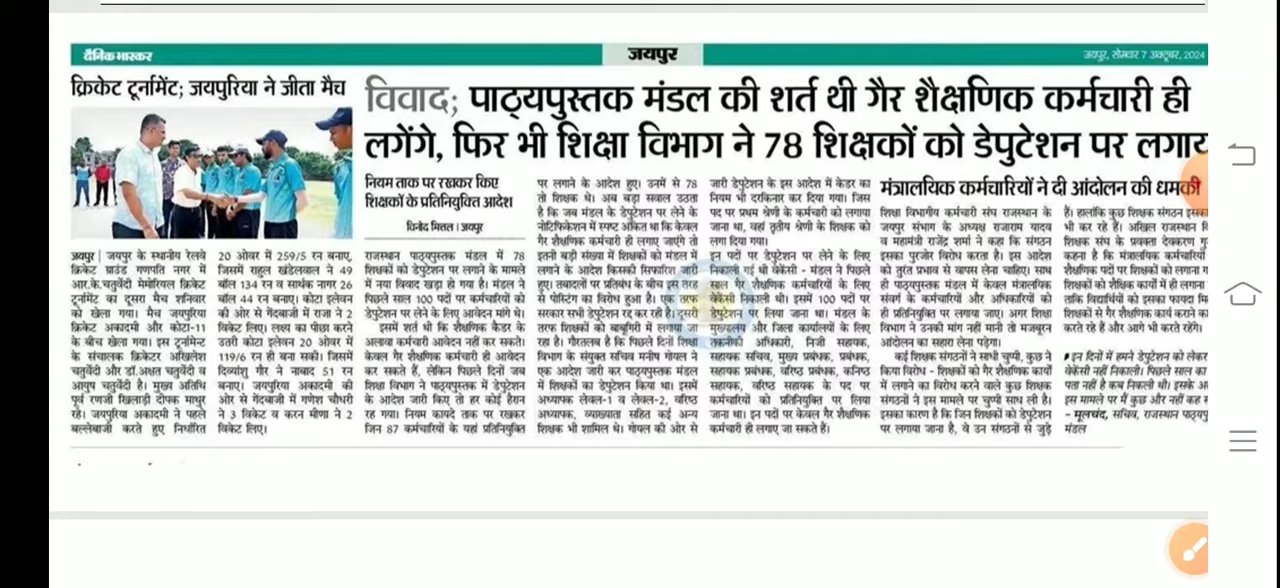 दैनिक भास्कर
जयपुर
जयपुर, सोमवार 7 अक्टूबर, 2024
क्रिकेट टूर्नामेंट; जयपुरिया ने जीता मैच
जयपुर | जयपुर के स्थानीय रेलवे
क्रिकेट ग्राउंड गणपति नगर में
आर.के.चतुर्वेदी मेमोरियल क्रिकेट
टूर्नामेंट का दूसरा मैच शनिवार
को खेला गया। मैच जयपुरिया
क्रिकेट अकादमी और कोटा-11
के बीच खेला गया। इस टूर्नामेंट
के संचालक क्रिकेटर अखिलेश
चतुर्वेदी और डॉ.अक्षत चतुर्वेदी व
आयुष चतुर्वेदी है। मुख्य अतिथि
पूर्व रणजी खिलाड़ी दीपक माथुर
रहे। जयपुरिया अकादमी ने पहले
बल्लेबाजी करते हुए निर्धारित
20 ओवर में 259/5 रन बनाए,
जिसमें राहुल खंडेलवाल ने 49
बॉल 134 रन व सार्थक नागर 26
बॉल 44 रन बनाए। कोटा इलेवन
की ओर से गेंदबाजी में राजा ने 2
विकेट लिए। लक्ष्य का पीछा करने
उतरी कोटा इलेवन 20 ओवर में
119/6 रन ही बना सकी। जिसमें
दिव्यांशु गौर ने नाबाद 51 रन
बनाए। जयपुरिया अकादमी की
ओर से गेंदबाजी में गणेश चौधरी
ने 3 विकेट व करन मीणा ने 2
विकेट लिए।
विवाद; पाठ्यपुस्तक मंडल की शर्त थी गैर शैक्षणिक कर्मचारी ही
लगेंगे, फिर भी शिक्षा विभाग ने 78 शिक्षकों को डेपुटेशन पर लगाय
नियम ताक पर रखकर किए
शिक्षकों के प्रतिनियुक्ति आदेश
विनोद मित्तल | जयपुर
राजस्थान पाठ्यपुस्तक मंडल में 78
शिक्षकों को डेपुटेशन पर लगाने के मामले
में नया विवाद खड़ा हो गया है। मंडल ने
पिछले साल 100 पदों पर कर्मचारियों को
डेपुटेशन पर लेने के लिए आवेदन मांगे थे।
इसमें शर्त थी कि शैक्षणिक कैडर के
अलावा कर्मचारी आवेदन नहीं कर सकते।
केवल गैर शैक्षणिक कर्मचारी ही आवेदन
कर सकते हैं, लेकिन पिछले दिनों जब
शिक्षा विभाग ने पाठ्यपुस्तक में डेपुटेशन
के आदेश जारी किए तो हर कोई हैरान
रह गया। नियम कायदे ताक पर रखकर
जिन 87 कर्मचारियों के यहां प्रतिनियुक्ति
पर लगाने के आदेश हुए। उनमें से 78
तो शिक्षक थे। अब बड़ा सवाल उठता
है कि जब मंडल के डेपुटेशन पर लेने के
नोटिफिकेशन में स्पष्ट अंकित था कि केवल
गैर शैक्षणिक कर्मचारी ही लगाए जाएंगे तो
इतनी बड़ी संख्या में शिक्षकों को मंडल में
लगाने के आदेश किसकी सिफारिश जारी
हुए। तबादलों पर प्रतिबंध के बीच इस तरह
से पोस्टिंग का विरोध हुआ है। एक तरफ
सरकार सभी डेपुटेशन रद्द कर रही है। दूसरी
तरफ शिक्षकों को बाबूगिरी में लगाया जा
रहा है। गौरतलब है कि पिछले दिनों शिक्षा
विभाग के संयुक्त सचिव मनीष गोयल ने
एक आदेश जारी कर पाठ्यपुस्तक मंडल
में शिक्षकों का डेपुटेशन किया था। इसमें
अध्यापक लेवल-1 व लेवल-2, वरिष्ठ
अध्यापक, व्याख्याता सहित कई अन्य
शिक्षक भी शामिल थे। गोयल की ओर से
जारी डेपुटेशन के इस आदेश में केडर का
नियम भी दरकिनार कर दिया गया। जिस
पद पर प्रथम श्रेणी के कर्मचारी को लगाया
जाना था, वहां तृतीय श्रेणी के शिक्षक को
लगा दिया गया।
इन पदों पर डेपुटेशन पर लेने के लिए
निकाली गई थी वेकेंसी - मंडल ने पिछले
साल गैर शैक्षणिक कर्मचारियों के लिए
वेकेंसी निकाली थी। इसमें 100 पदों पर
डेपुटेशन पर लिया जाना था। मंडल के
मुख्यालय और जिला कार्यालयों के लिए
तकनीकी अधिकारी, निजी सहायक,
सहायक सचिव, मुख्य प्रबंधक, प्रबंधक,
सहायक प्रबंधक, वरिष्ठ प्रबंधक, कनिष्ठ
सहायक, वरिष्ठ सहायक के पद पर
कर्मचारियों को प्रतिनियुक्ति पर लिया
जाना था। इन पदों पर केवल गैर शैक्षणिक
कर्मचारी ही लगाए जा सकते हैं।
मंत्रालयिक कर्मचारियों ने दी आंदोलन की धमकी
शिक्षा विभागीय कर्मचारी संघ राजस्थान के
जयपुर संभाग के अध्यक्ष राजाराम यादव
व महामंत्री राजेंद्र शर्मा ने कहा कि संगठन
इसका पुरजोर विरोध करता है। इस आदेश
को तुरंत प्रभाव से वापस लेना चाहिए। साथ
ही पाठ्यपुस्तक मंडल में केवल मंत्रालयिक
संवर्ग के कर्मचारियों और अधिकारियों को
ही प्रतिनियुक्ति पर लगाया जाए। अगर शिक्षा
विभाग ने उनकी मांग नहीं मानी तो मजबूरन
आंदोलन का सहारा लेना पड़ेगा।
कई शिक्षक संगठनों ने साधी चुप्पी, कुछ ने
किया विरोध - शिक्षकों को गैर शैक्षणिक कार्यों
में लगाने का विरोध करने वाले कुछ शिक्षक
संगठनों ने इस मामले पर चुप्पी साध ली है।
इसका कारण है कि जिन शिक्षकों को डेपुटेशन
पर लगाया जाना है, वे उन संगठनों से जुड़े
हैं। हालांकि कुछ शिक्षक संगठन इसक
भी कर रहे हैं। अखिल राजस्थान
शिक्षक संघ के प्रवक्ता देवकरण गु
कहना है कि मंत्रालयिक कर्मचारियों
शैक्षणिक पदों पर शिक्षकों को लगाना ग
शिक्षकों को शैक्षिक कार्यों में ही लगाना
ताकि विद्यार्थियों को इसका फायदा मि
शिक्षकों से गैर शैक्षणिक कार्य कराने का
करते रहे हैं और आगे भी करते रहेंगे।
इन दिनों में हमने डेपुटेशन को लेकर
वेकेंसी नहीं निकाली। पिछले साल का
पता नहीं है कब निकली थी। इसके अ
इस मामले पर मैं कुछ और नहीं कह स
- मूलचंद, सचिव, राजस्थान पाठ्यपु
मंडल